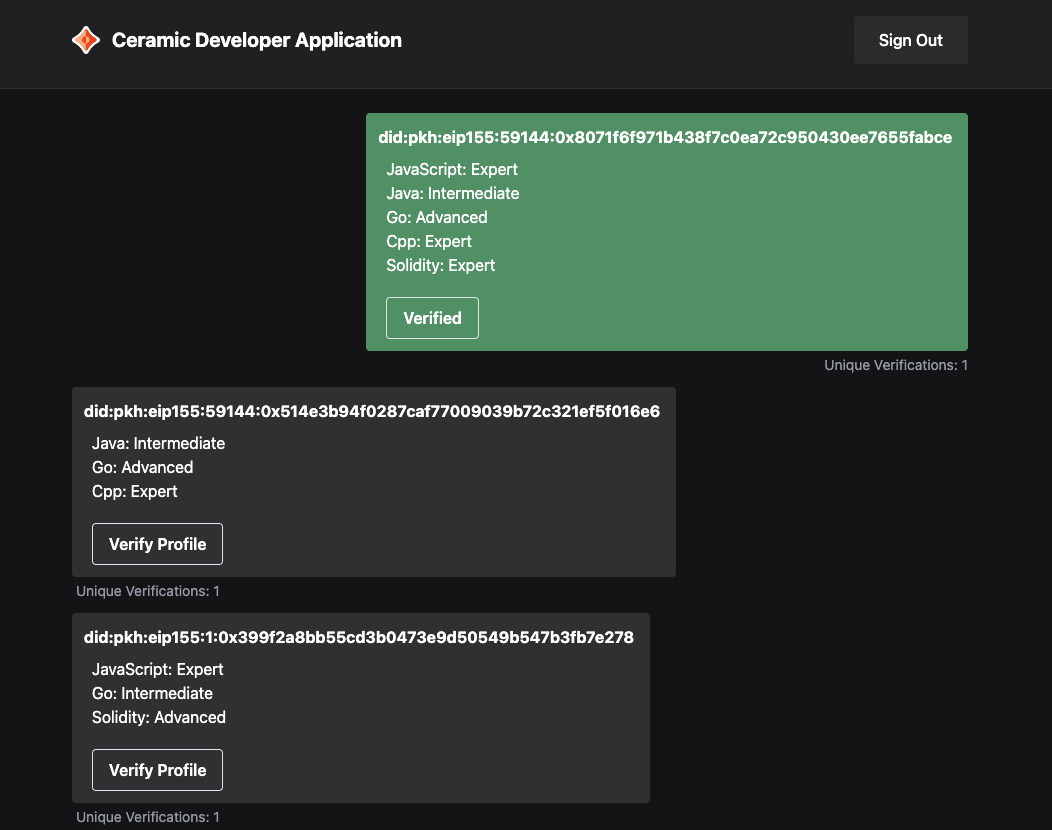 Ceramic Developer Application
Sign Out
did:pkh:eip155:59144:0x8071f6f971b438f7c0ea72c950430ee7655fabce
JavaScript: Expert
Java: Intermediate
Go: Advanced
Cpp: Expert
Solidity: Expert
Verified
Unique Verifications: 1
did:pkh:eip155:59144:0x514e3b94f0287caf77009039b72c321ef5f016e6
Java: Intermediate
Go: Advanced
Cpp: Expert
Verify Profile
Unique Verifications: 1
did:pkh:eip155:1:0x399f2a8bb55cd3b0473e9d50549b547b3fb7e278
JavaScript: Expert
Go: Intermediate
Solidity: Advanced
Verify Profile
Unique Verifications: 1